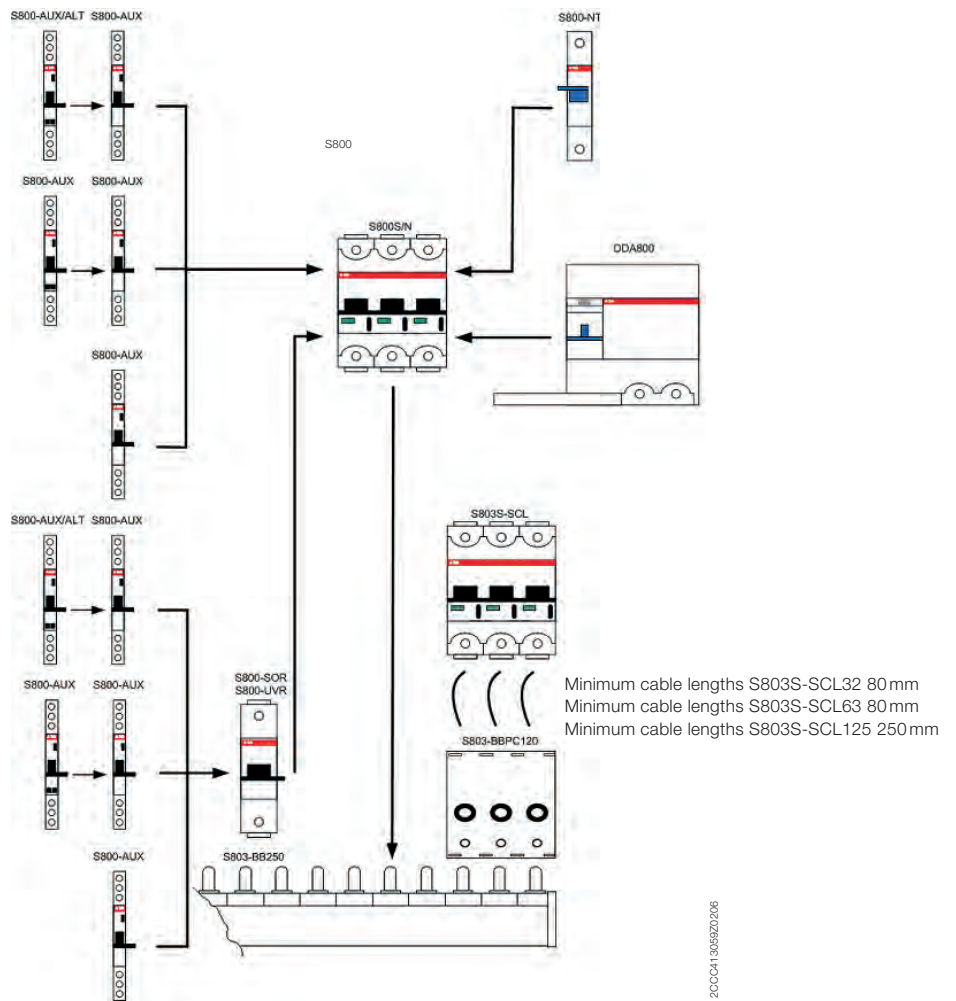 S800-AUX/ALT S800-AUX
S800-NT
S800
S800-AUX S800-AUX
S800S/N
DDA800
S800-AUX
S800-AUX/ALT S800-AUX
S803S-SCL
S800-AUX S800-AUX
S800-SOR
S800-UVR
Minimum cable lengths S803S-SCL32 80 mm
Minimum cable lengths S803S-SCL63 80 mm
Minimum cable lengths S803S-SCL125 250 mm
S803-BBPC120
S800-AUX
S803-BB250
2CCC413059Z0206